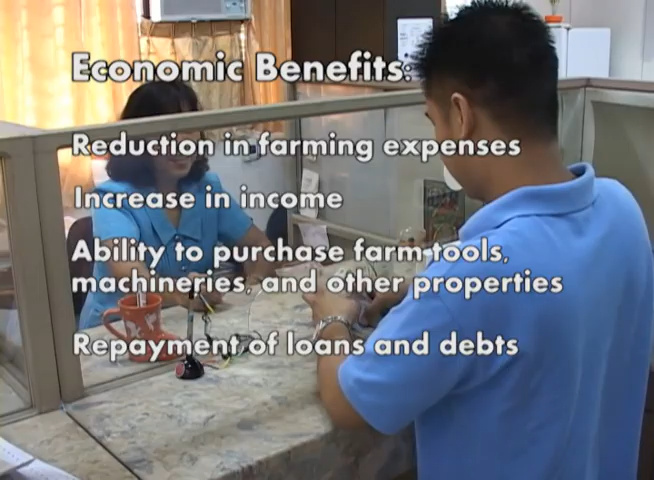 Economic Benefits:
Reduction in farming expenses
Increase in income
Ability to purchase farm tools,
machineries, and other properties
Repayment of loans and debts